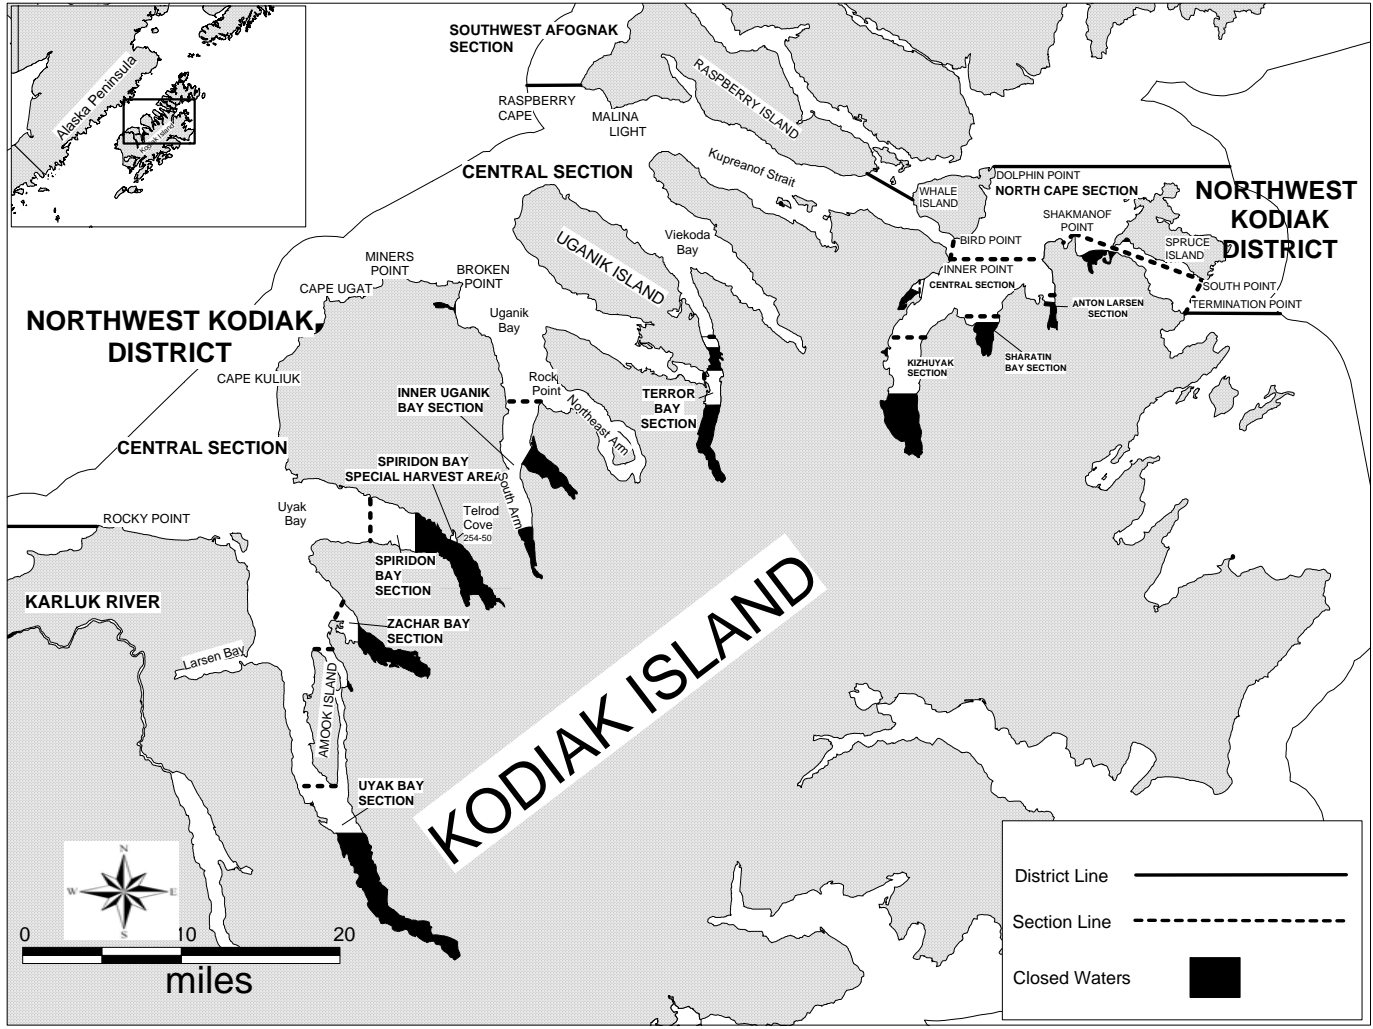 SOUTHWEST AFOGNAK
SECTION
Alaska Peninsula
Kodiak Island
RASPBERRY ISLAND
RASPBERRY
CAPE
MALINA
LIGHT
Kupreanof Strait
CENTRAL SECTION
DOLPHIN POINT
NORTH CAPE SECTION
WHALE
ISLAND
NORTHWEST
KODIAK
DISTRICT
SHAKMANOF
POINT
Viekoda
Bay
BIRD POINT
SPRUCE
ISLAND
UGANIK ISLAND
MINERS
POINT
BROKEN
POINT
INNER POINT
CENTRAL SECTION
SOUTH POINT
CAPE UGAT
ANTON LARSEN
SECTION
TERMINATION POINT
NORTHWEST KODIAK
DISTRICT
Uganik
Bay
SHARATIN
BAY SECTION
KIZHUYAK
SECTION
CAPE KULIUK
Rock
Point
INNER UGANIK
BAY SECTION
TERROR
BAY
SECTION
Northeast Arm
CENTRAL SECTION
SPIRIDON BAY
SPECIAL HARVEST AREA
South Arm
Telrod
Cove
254-50
Uyak
Bay
ROCKY POINT
SPIRIDON
BAY
SECTION
KARLUK RIVER
ZACHAR BAY
SECTION
Larsen Bay
AMOOK ISLAND
KODIAK ISLAND
UYAK BAY
SECTION
N
W
E
S
0
10
20
miles
District Line
Section Line
Closed Waters